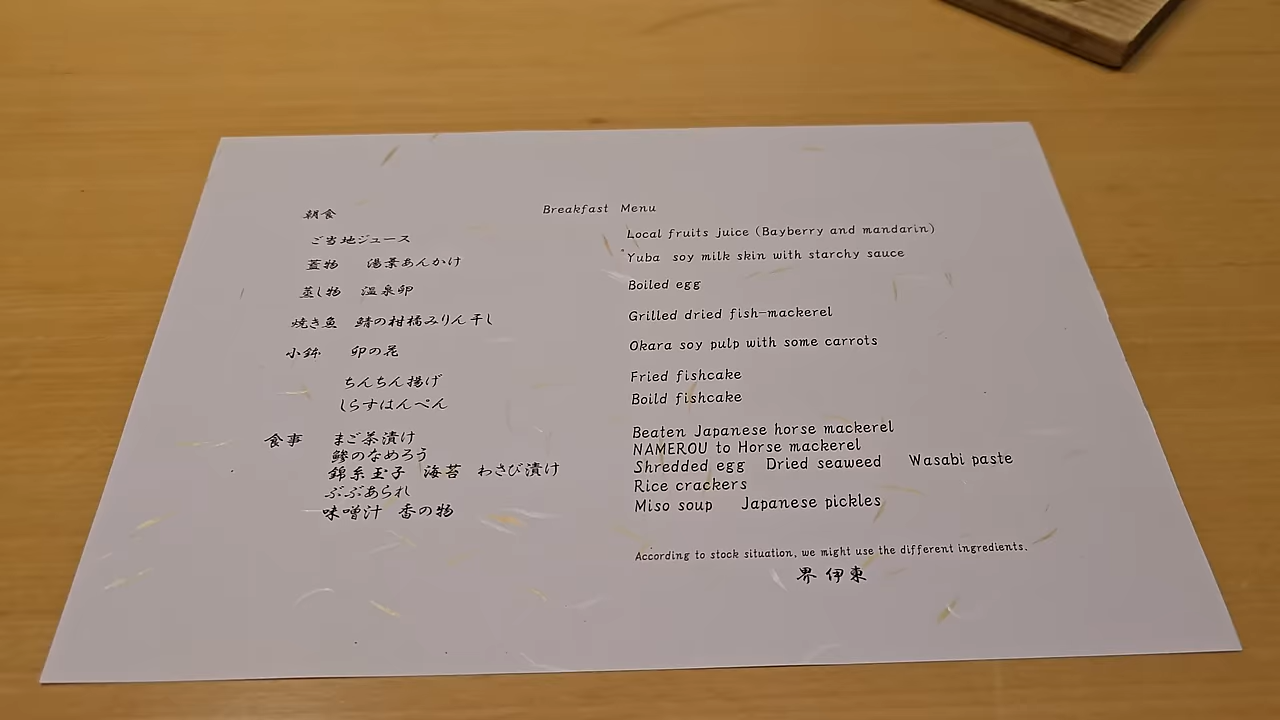 朝食 Breakfast Menu
ご当地ジュース Local fruits juice (Bayberry and mandarin)
蓋物 湯葉あんかけ Yuba soy milk skin with starchy sauce
蒸し物 温泉卵 Boiled egg
焼き魚 鯖の柑橘みりん干し Grilled dried fish-mackerel
小鉢 卯の花 Okara soy pulp with some carrots
ちんちん揚げ Fried fishcake
しらすはんぺん Boild fishcake
食事 まご茶漬け Beaten Japanese horse mackerel
鯵のなめろう NAMEROU to Horse mackerel
錦糸玉子 海苔 わさび漬け Shredded egg Dried seaweed Wasabi paste
ぶぶあられ Rice crackers
味噌汁 香の物 Miso soup Japanese pickles
According to stock situation, we might use the different ingredients.
界 伊東